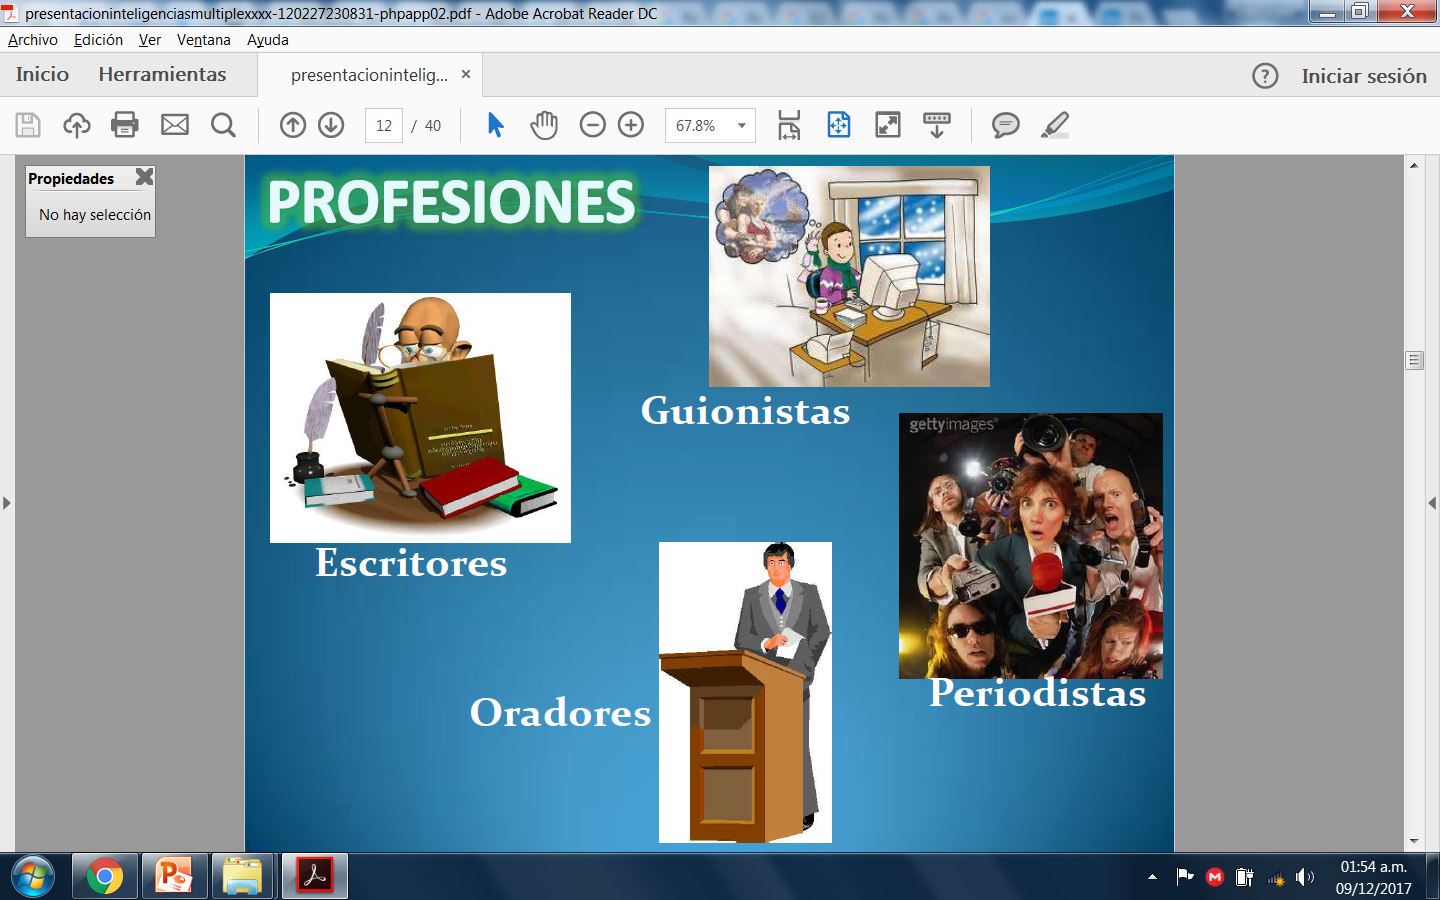 presentacioninteligenciasmultiplexxxx-120227230831-phpapp02.pdf - Adobe Acrobat Reader DC
Archivo Edición Ver Ventana Ayuda
Inicio Herramientas presentacionintelig... × ? Iniciar sesión
12 / 40 67.8%
Propiedades
No hay selección
PROFESIONES
Guionistas
gettyimages®
Escritores
Periodistas
Oradores
01:54 a.m.
09/12/2017